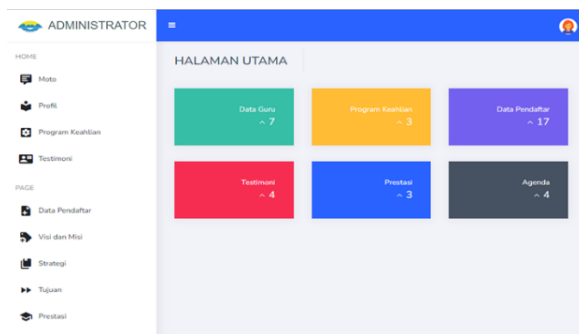 ADMINISTRATOR
HOME
Moto
Profil
Program Keahlian
Testimoni
PAGE
Data Pendaftar
Visi dan Misi
Strategi
Tujuan
Prestasi
HALAMAN UTAMA
Data Guru
^ 7
Program Keahlian
^ 3
Data Pendaftar
^ 17
Testimoni
^ 4
Prestasi
^ 3
Agenda
^ 4